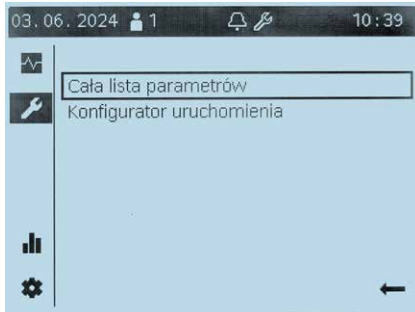 03. 06. 2024 1 10:39
Cała lista parametrów
Konfigurator uruchomienia